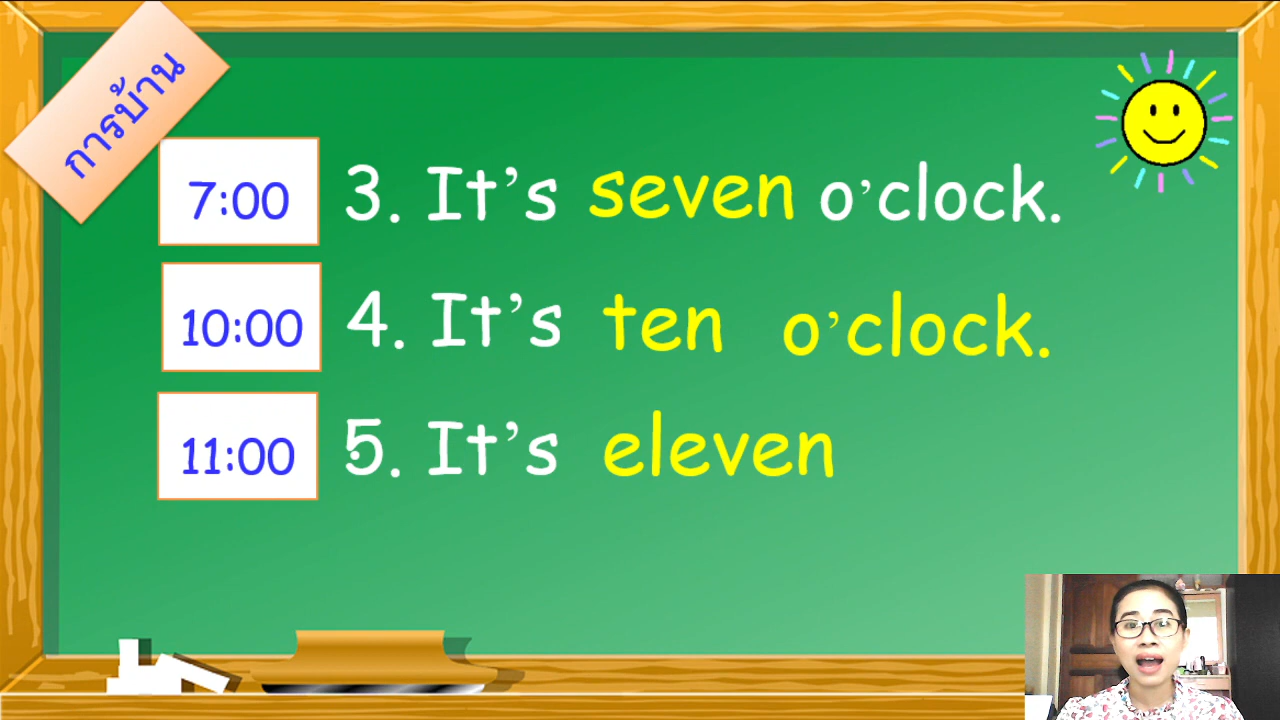 การบ้าน
7:00 3. It's seven o'clock.
10:00 4. It's ten o'clock.
11:00 5. It's eleven